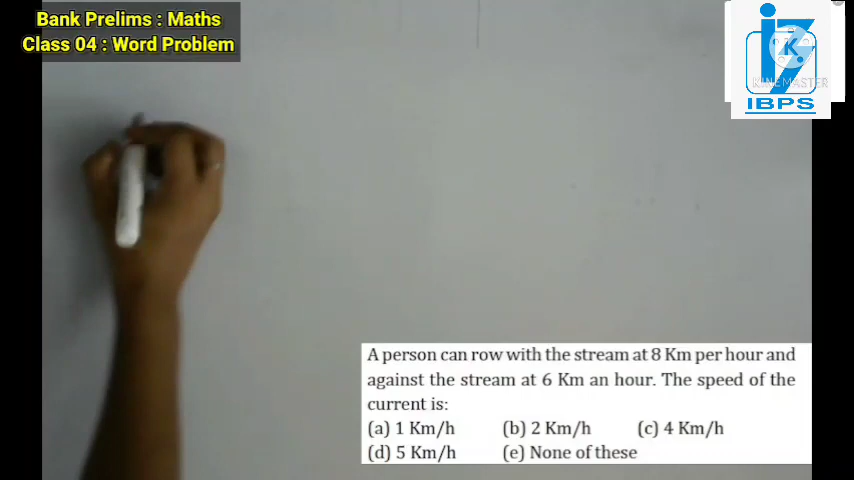 Bank Prelims : Maths
Class 04 : Word Problem
K
KINEMASTER
IBPS
A person can row with the stream at 8 Km per hour and
against the stream at 6 Km an hour. The speed of the
current is:
(a) 1 Km/h (b) 2 Km/h (c) 4 Km/h
(d) 5 Km/h (e) None of these